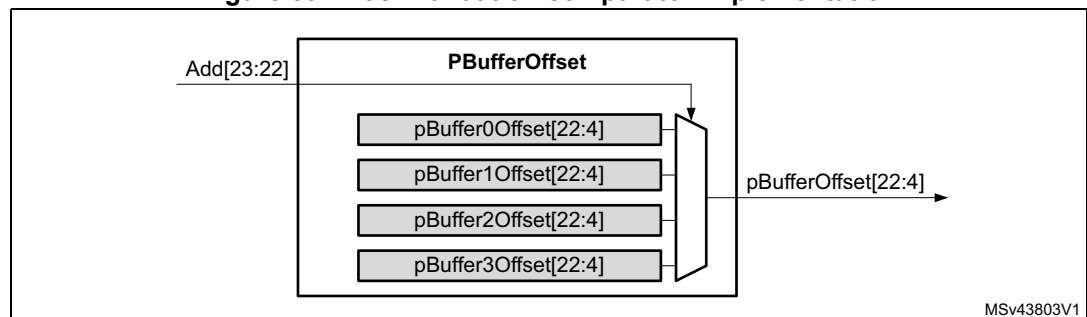 PBufferOffset
Add[23:22]
pBuffer0Offset[22:4]
pBuffer1Offset[22:4]
pBufferOffset[22:4]
pBuffer2Offset[22:4]
pBuffer3Offset[22:4]
MSv43803V1